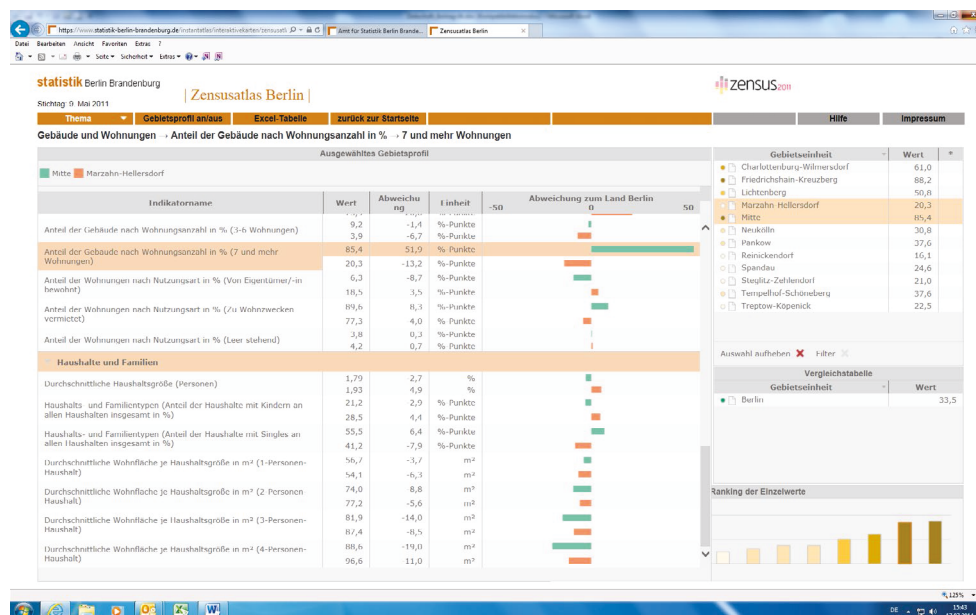 https://www.statistik-berlin-brandenburg.de/instantatlas/interaktivekarten/zensusatl
Amt für Statistik Berlin Brande...
Zensusatlas Berlin
Datei Bearbeiten Ansicht Favoriten Extras ?
Seite Sicherheit Extras
statistik Berlin Brandenburg
| Zensusatlas Berlin |
zensus 2011
Stichtag: 9. Mai 2011
Thema Gebietsprofil an/aus Excel-Tabelle zurück zur Startseite Hilfe Impressum
Gebäude und Wohnungen → Anteil der Gebäude nach Wohnungsanzahl in % → 7 und mehr Wohnungen
Ausgewähltes Gebietsprofil
Mitte Marzahn-Hellersdorf
Indikatorname Wert Abweichu
ng Einheit Abweichung zum Land Berlin
-50 0 50
Anteil der Gebäude nach Wohnungsanzahl in % (3-6 Wohnungen)
9,2 -1,4 %-Punkte
3,9 -6,7 %-Punkte
Anteil der Gebäude nach Wohnungsanzahl in % (7 und mehr
Wohnungen)
85,4 51,9 %-Punkte
20,3 -13,2 %-Punkte
Anteil der Wohnungen nach Nutzungsart in % (Von Eigentümer/-in
bewohnt)
6,3 -8,7 %-Punkte
18,5 3,5 %-Punkte
Anteil der Wohnungen nach Nutzungsart in % (Zu Wohnzwecken
vermietet)
89,6 8,3 %-Punkte
77,3 4,0 %-Punkte
Anteil der Wohnungen nach Nutzungsart in % (Leer stehend)
3,8 0,3 %-Punkte
4,2 0,7 %-Punkte
Haushalte und Familien
Durchschnittliche Haushaltsgröße (Personen)
1,79 2,7 %
1,93 4,9 %
Haushalts- und Familientypen (Anteil der Haushalte mit Kindern an
allen Haushalten insgesamt in %)
21,2 2,9 %-Punkte
28,5 4,4 %-Punkte
Haushalts- und Familientypen (Anteil der Haushalte mit Singles an
allen Haushalten insgesamt in %)
55,5 6,4 %-Punkte
41,2 -7,9 %-Punkte
Durchschnittliche Wohnfläche je Haushaltsgröße in m² (1-Personen-
Haushalt)
56,7 -3,7 m²
54,1 -6,3 m²
Durchschnittliche Wohnfläche je Haushaltsgröße in m² (2-Personen-
Haushalt)
74,0 8,8 m²
77,2 -5,6 m²
Durchschnittliche Wohnfläche je Haushaltsgröße in m² (3-Personen-
Haushalt)
81,9 -14,0 m²
87,4 -8,5 m²
Durchschnittliche Wohnfläche je Haushaltsgröße in m² (4-Personen-
Haushalt)
88,6 -19,0 m²
96,6 11,0 m²
Gebietseinheit Wert *
Charlottenburg-Wilmersdorf 61,0
Friedrichshain-Kreuzberg 88,2
Lichtenberg 50,8
Marzahn-Hellersdorf 20,3
Mitte 85,4
Neukölln 30,8
Pankow 37,6
Reinickendorf 16,1
Spandau 24,6
Steglitz-Zehlendorf 21,0
Tempelhof-Schöneberg 37,6
Treptow-Köpenick 22,5
Auswahl aufheben Filter
Vergleichstabelle
Gebietseinheit Wert
Berlin 33,5
Ranking der Einzelwerte
125%
DE 15:43